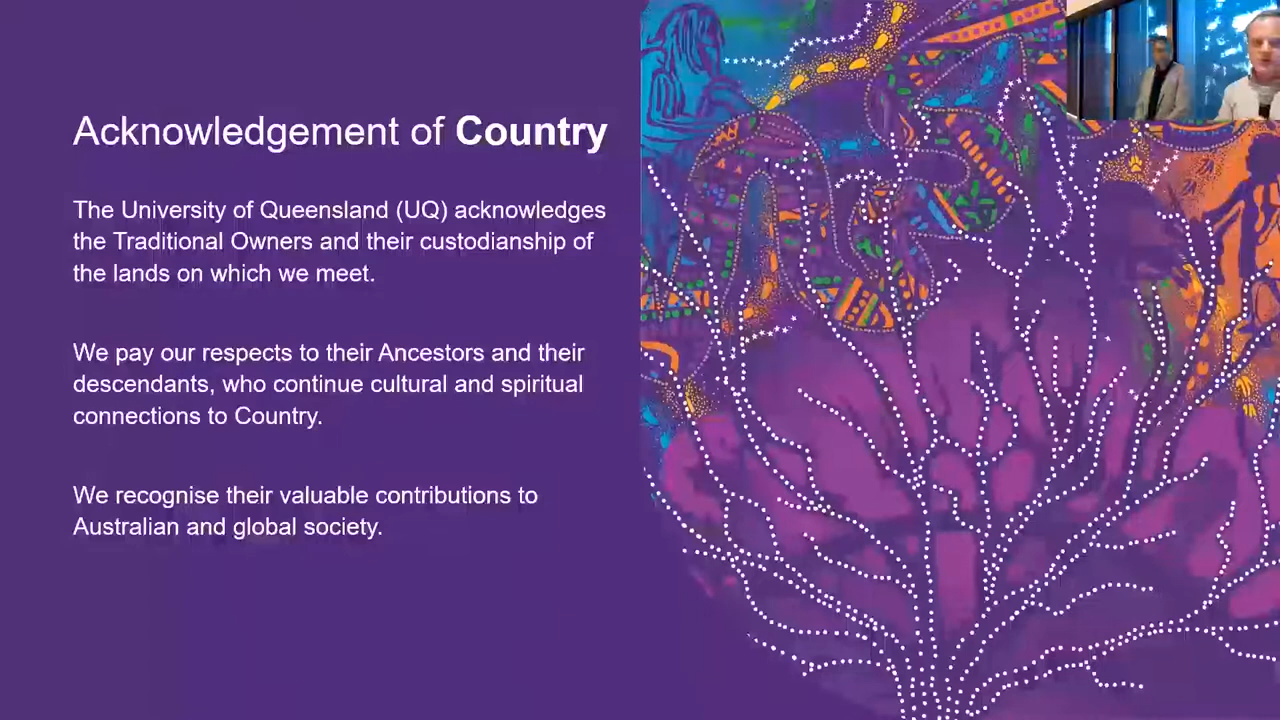 Acknowledgement of Country
The University of Queensland (UQ) acknowledges
the Traditional Owners and their custodianship of
the lands on which we meet.
We pay our respects to their Ancestors and their
descendants, who continue cultural and spiritual
connections to Country.
We recognise their valuable contributions to
Australian and global society.